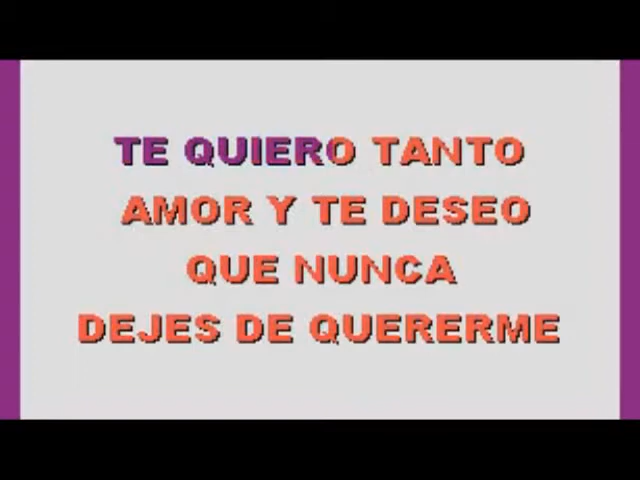 TE QUIERO TANTO
AMOR Y TE DESEO
QUE NUNCA
DEJES DE QUERERME